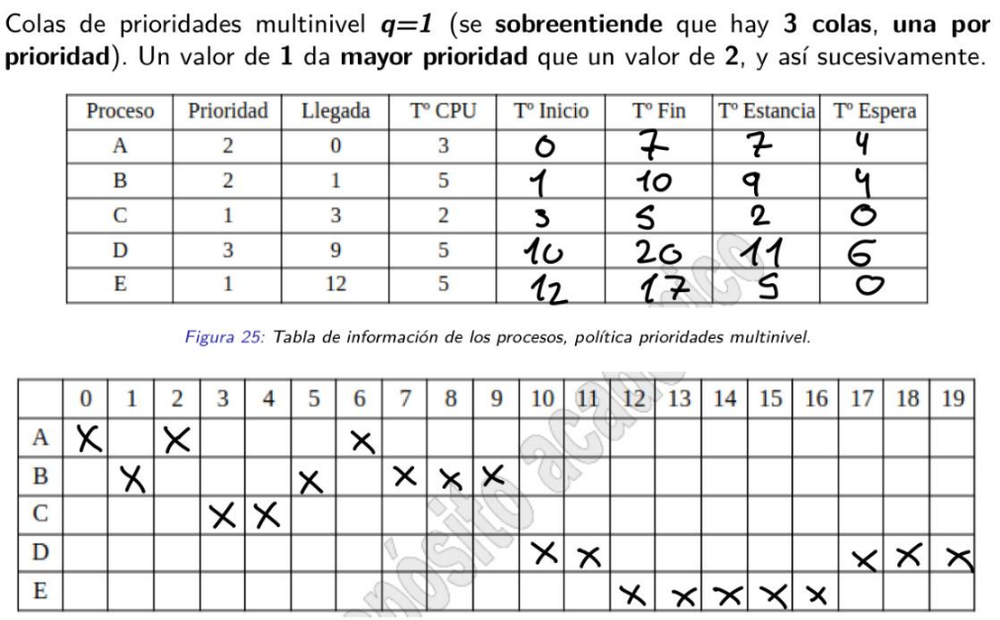 Colas de prioridades multinivel q=1 (se sobreentiende que hay 3 colas, una por
prioridad). Un valor de 1 da mayor prioridad que un valor de 2, y así sucesivamente.
Proceso Prioridad Llegada Tº CPU Tº Inicio Tº Fin Tº Estancia Tº Espera
A 2 0 3 0 7 7 4
B 2 1 5 1 10 9 4
C 1 3 2 3 5 2 0
D 3 9 5 10 20 11 6
E 1 12 5 12 17 5 0
Figura 25: Tabla de información de los procesos, política prioridades multinivel.
0 1 2 3 4 5 6 7 8 9 10 11 12 13 14 15 16 17 18 19
A X X X
B X X X X X
C X X
D X X X X X
E X X X X X